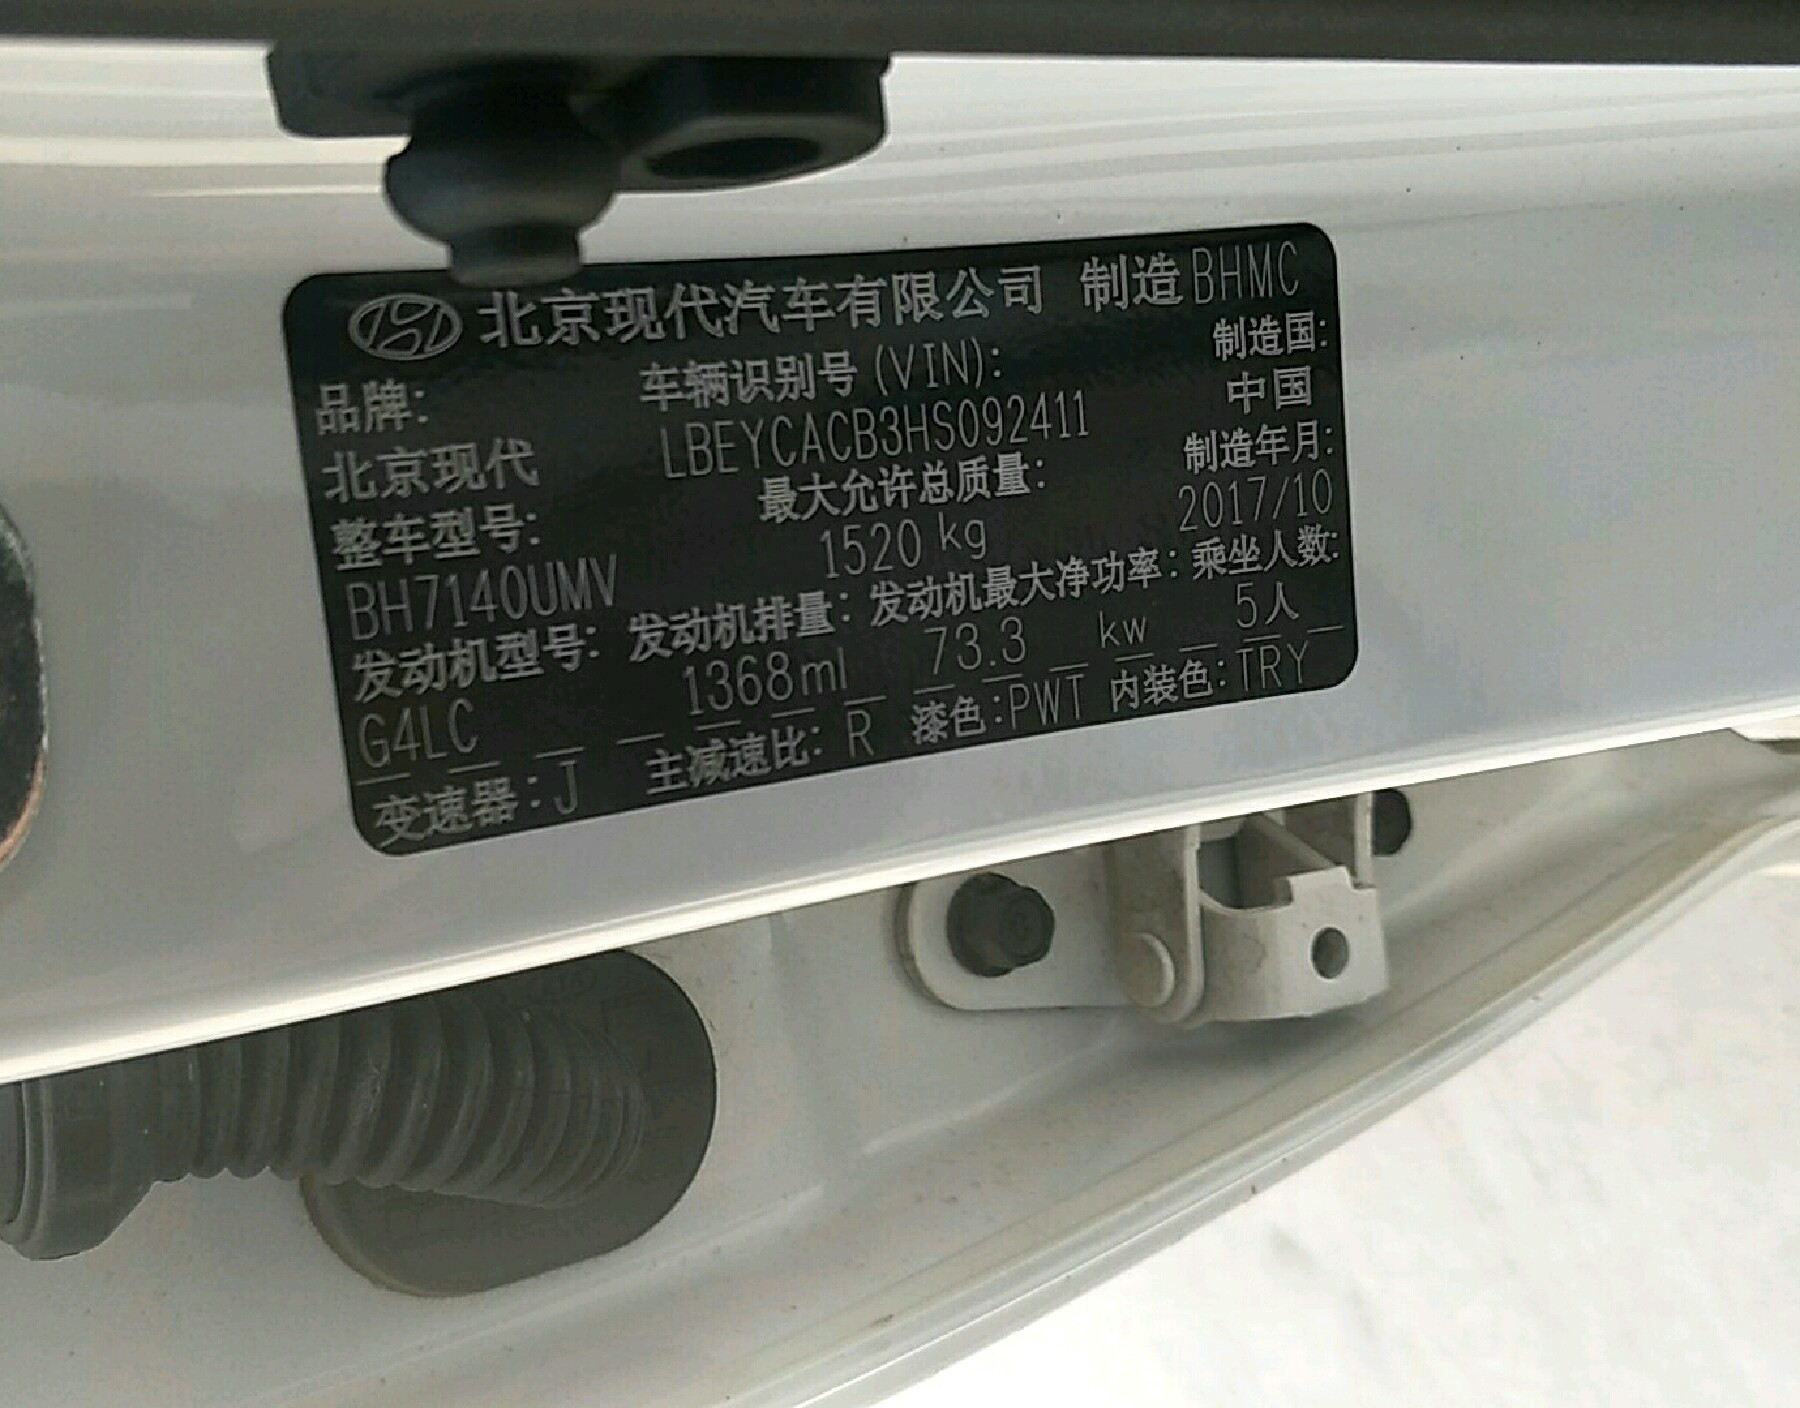 北京现代汽车有限公司 制造 BHMC
品牌: 车辆识别号 (VIN): 制造国:
北京现代 LBEYCACB3HS092411 中国
整车型号: 最大允许总质量: 制造年月:
BH7140UMV 1520 kg 2017/10
发动机型号: 发动机排量: 发动机最大净功率: 乘坐人数:
G4LC 1368ml 73.3 kw 5人
变速器: J 主减速比: R 漆色: PWT 内装色: TRY